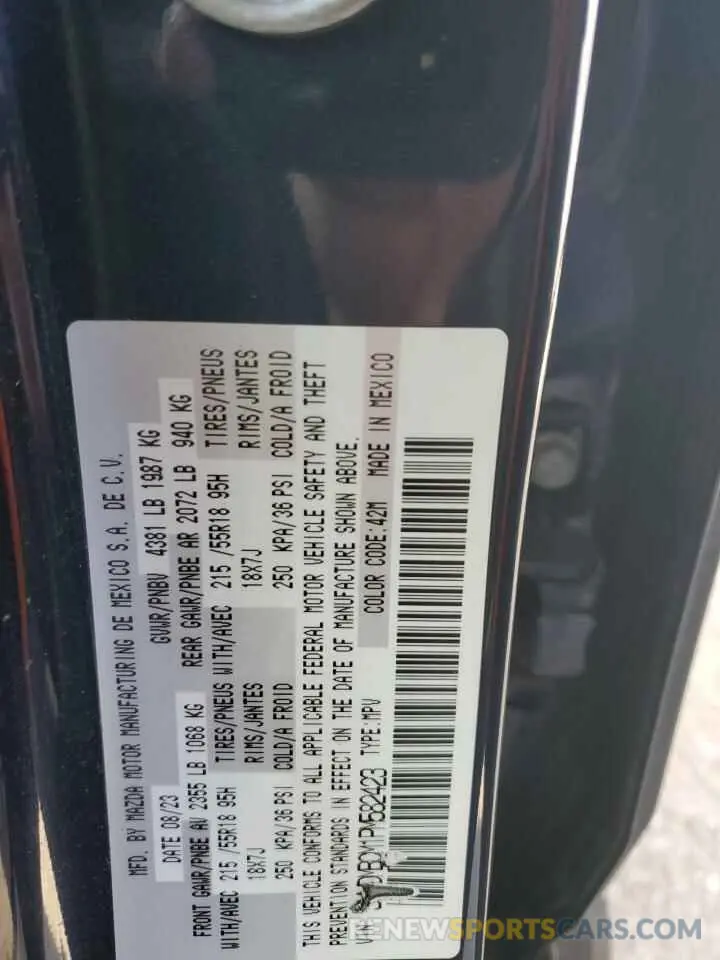 MFD. BY MAZDA MOTOR MANUFACTURING DE MEXICO S.A. DE C.V.
DATE 08/23 GVWR/PNBV 4381 LB 1987 KG
FRONT GAWR/PNBE AV 2355 LB 1068 KG REAR GAWR/PNBE AR 2072 LB 940 KG
WITH/AVEC 215 /55R18 95H TIRES/PNEUS WITH/AVEC 215 /55R18 95H TIRES/PNEUS
18X7J RIMS/JANTES 18X7J RIMS/JANTES
250 KPA/36 PSI COLD/A FROID 250 KPA/36 PSI COLD/A FROID
THIS VEHICLE CONFORMS TO ALL APPLICABLE FEDERAL MOTOR VEHICLE SAFETY AND THEFT
PREVENTION STANDARDS IN EFFECT ON THE DATE OF MANUFACTURE SHOWN ABOVE.
TYPE:MPV COLOR CODE:42M MADE IN MEXICO
RENEWSPORTSCARS.COM